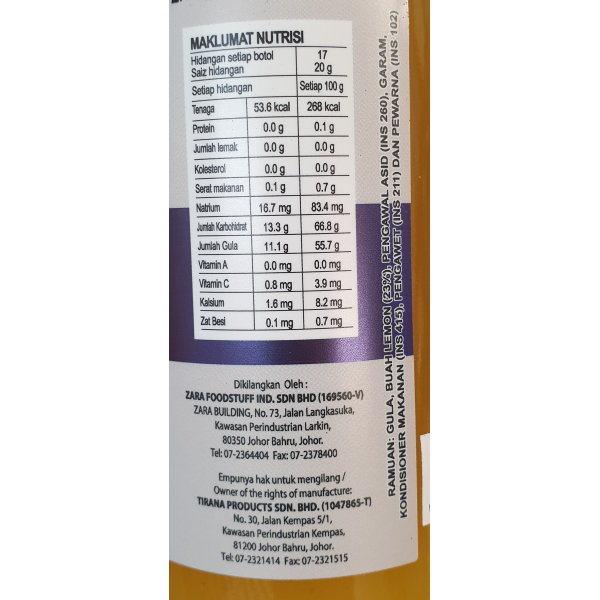 MAKLUMAT NUTRISI
Hidangan setiap botol 17
Saiz hidangan 20 g
Setiap hidangan Setiap 100 g
Tenaga 53.6 kcal 268 kcal
Protein 0.0 g 0.1 g
Jumlah lemak 0.0 g 0.0 g
Kolesterol 0.0 g 0.0 g
Serat makanan 0.1 g 0.7 g
Natrium 16.7 mg 83.4 mg
Jumlah Karbohidrat 13.3 g 66.8 g
Jumlah Gula 11.1 g 55.7 g
Vitamin A 0.0 mg 0.0 mg
Vitamin C 0.8 mg 3.9 mg
Kalsium 1.6 mg 8.2 mg
Zat Besi 0.1 mg 0.7 mg
Dikilangkan Oleh :
ZARA FOODSTUFF IND. SDN BHD (169560-V)
ZARA BUILDING, No. 73, Jalan Langkasuka,
Kawasan Perindustrian Larkin,
80350 Johor Bahru, Johor.
Tel: 07-2364404 Fax: 07-2378400
Empunya hak untuk mengilang /
Owner of the rights of manufacture:
TIRANA PRODUCTS SDN. BHD. (1047865-T)
No. 30, Jalan Kempas 5/1,
Kawasan Perindustrian Kempas,
81200 Johor Bahru, Johor.
Tel: 07-2321414 Fax: 07-2321515
RAMUAN: GULA, BUAH LEMON (23%), PENGAWAL ASID (INS 260), GARAM,
KONDISIONER MAKANAN (INS 415), PENGAWET (INS 211) DAN PEWARNA (INS 102)